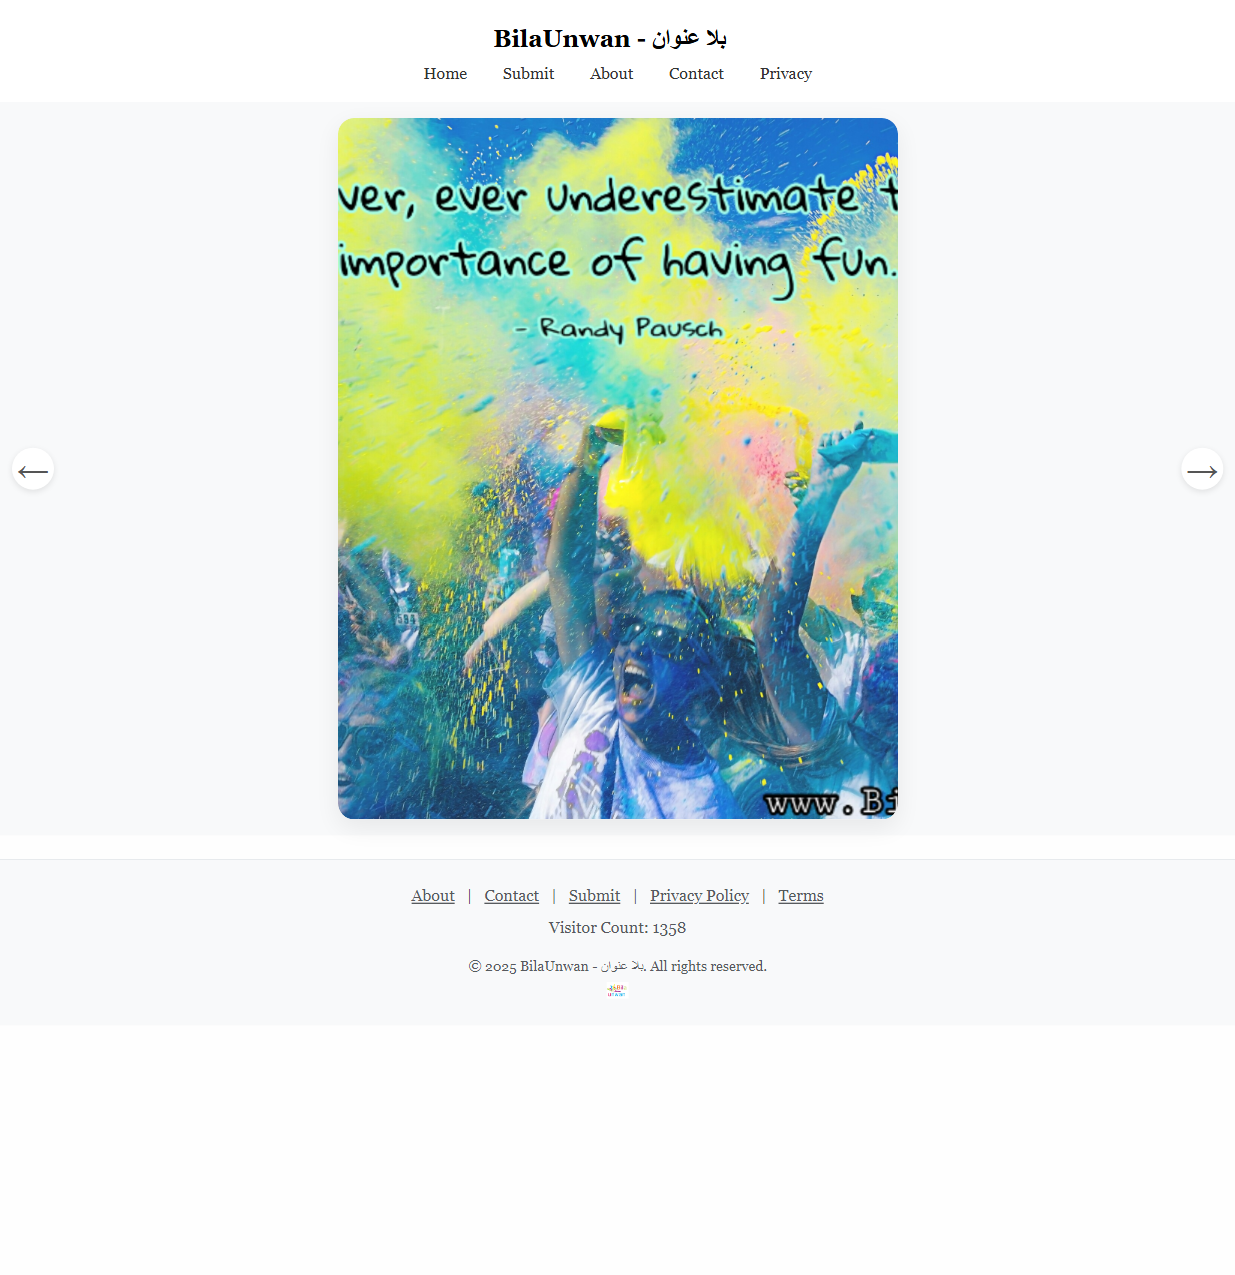 BilaUnwan - بلا عنوان
Home Submit About Contact Privacy
ver, ever underestimate t
importance of having fun.
- Randy Pausch
594
www.Bi
About | Contact | Submit | Privacy Policy | Terms
Visitor Count: 1358
© 2025 BilaUnwan - بلا عنوان. All rights reserved.